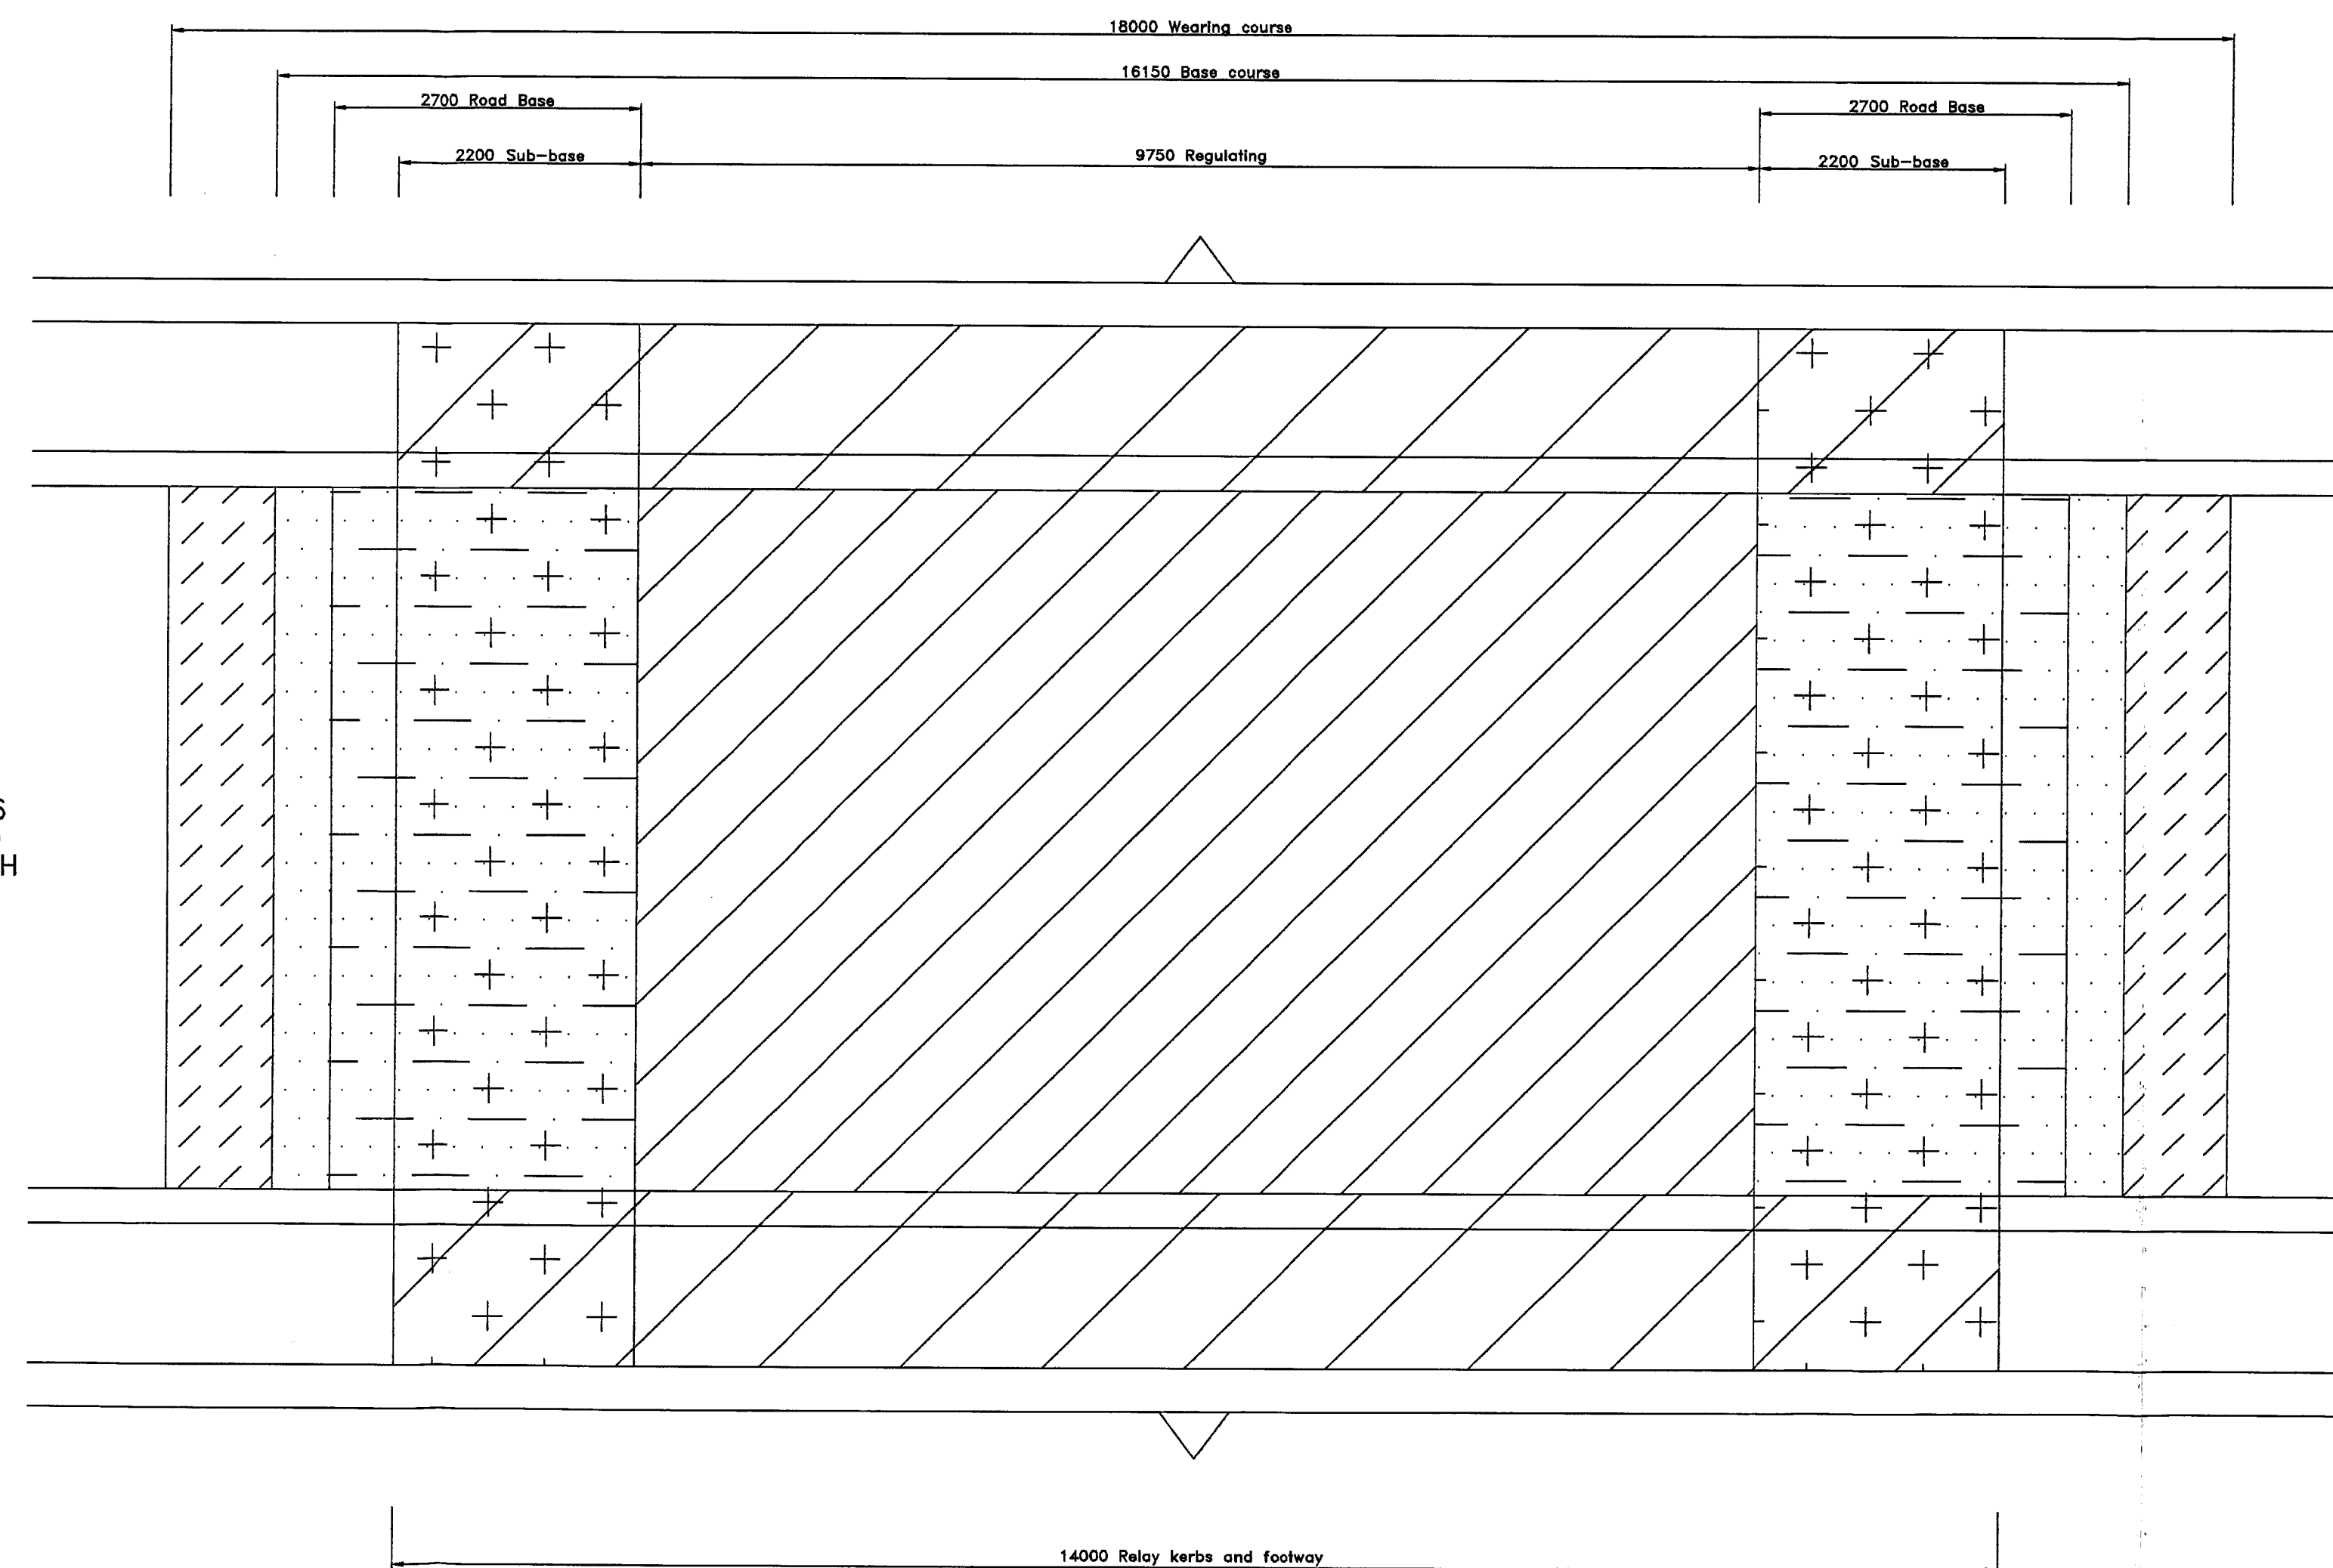 18000 Wearing course
16150 Base course
2700 Road Base
2700 Road Base
2200 Sub-base
9750 Regulating
2200 Sub-base
H
14000 Relay kerbs and footway